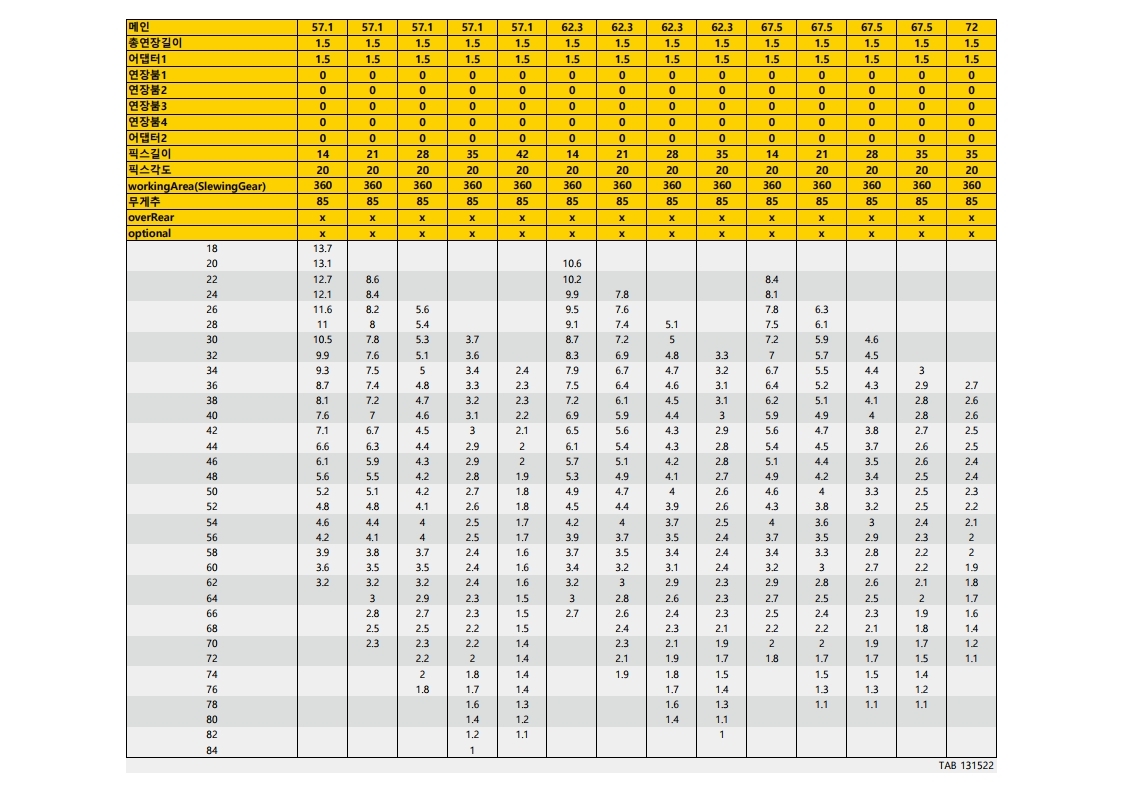 메인 57.1 57.1 57.1 57.1 57.1 62.3 62.3 62.3 62.3 67.5 67.5 67.5 67.5 72
총연장길이 1.5 1.5 1.5 1.5 1.5 1.5 1.5 1.5 1.5 1.5 1.5 1.5 1.5 1.5
어댑터1 1.5 1.5 1.5 1.5 1.5 1.5 1.5 1.5 1.5 1.5 1.5 1.5 1.5 1.5
연장붐1 0 0 0 0 0 0 0 0 0 0 0 0 0 0
연장붐2 0 0 0 0 0 0 0 0 0 0 0 0 0 0
연장붐3 0 0 0 0 0 0 0 0 0 0 0 0 0 0
연장붐4 0 0 0 0 0 0 0 0 0 0 0 0 0 0
어댑터2 0 0 0 0 0 0 0 0 0 0 0 0 0 0
픽스길이 14 21 28 35 42 14 21 28 35 14 21 28 35 35
픽스각도 20 20 20 20 20 20 20 20 20 20 20 20 20 20
workingArea(SlewingGear) 360 360 360 360 360 360 360 360 360 360 360 360 360 360
무게추 85 85 85 85 85 85 85 85 85 85 85 85 85 85
overRear x x x x x x x x x x x x x x
optional x x x x x x x x x x x x x x
18 13.7
20 13.1 10.6
22 12.7 8.6 10.2 8.4
24 12.1 8.4 9.9 7.8 8.1
26 11.6 8.2 5.6 9.5 7.6 7.8 6.3
28 11 8 5.4 9.1 7.4 5.1 7.5 6.1
30 10.5 7.8 5.3 3.7 8.7 7.2 5 7.2 5.9 4.6
32 9.9 7.6 5.1 3.6 8.3 6.9 4.8 3.3 7 5.7 4.5
34 9.3 7.5 5 3.4 2.4 7.9 6.7 4.7 3.2 6.7 5.5 4.4 3
36 8.7 7.4 4.8 3.3 2.3 7.5 6.4 4.6 3.1 6.4 5.2 4.3 2.9 2.7
38 8.1 7.2 4.7 3.2 2.3 7.2 6.1 4.5 3.1 6.2 5.1 4.1 2.8 2.6
40 7.6 7 4.6 3.1 2.2 6.9 5.9 4.4 3 5.9 4.9 4 2.8 2.6
42 7.1 6.7 4.5 3 2.1 6.5 5.6 4.3 2.9 5.6 4.7 3.8 2.7 2.5
44 6.6 6.3 4.4 2.9 2 6.1 5.4 4.3 2.8 5.4 4.5 3.7 2.6 2.5
46 6.1 5.9 4.3 2.9 2 5.7 5.1 4.2 2.8 5.1 4.4 3.5 2.6 2.4
48 5.6 5.5 4.2 2.8 1.9 5.3 4.9 4.1 2.7 4.9 4.2 3.4 2.5 2.4
50 5.2 5.1 4.2 2.7 1.8 4.9 4.7 4 2.6 4.6 4 3.3 2.5 2.3
52 4.8 4.8 4.1 2.6 1.8 4.5 4.4 3.9 2.6 4.3 3.8 3.2 2.5 2.2
54 4.6 4.4 4 2.5 1.7 4.2 4 3.7 2.5 4 3.6 3 2.4 2.1
56 4.2 4.1 4 2.5 1.7 3.9 3.7 3.5 2.4 3.7 3.5 2.9 2.3 2
58 3.9 3.8 3.7 2.4 1.6 3.7 3.5 3.4 2.4 3.4 3.3 2.8 2.2 2
60 3.6 3.5 3.5 2.4 1.6 3.4 3.2 3.1 2.4 3.2 3 2.7 2.2 1.9
62 3.2 3.2 3.2 2.4 1.6 3.2 3 2.9 2.3 2.9 2.8 2.6 2.1 1.8
64 3 2.9 2.3 1.5 3 2.8 2.6 2.3 2.7 2.5 2.5 2 1.7
66 2.8 2.7 2.3 1.5 2.7 2.6 2.4 2.3 2.5 2.4 2.3 1.9 1.6
68 2.5 2.5 2.2 1.5 2.4 2.3 2.1 2.2 2.2 2.1 1.8 1.4
70 2.3 2.3 2.2 1.4 2.3 2.1 1.9 2 2 1.9 1.7 1.2
72 2.2 2 1.4 2.1 1.9 1.7 1.8 1.7 1.7 1.5 1.1
74 2 1.8 1.4 1.9 1.8 1.5 1.5 1.5 1.4
76 1.8 1.7 1.4 1.7 1.4 1.3 1.3 1.2
78 1.6 1.3 1.6 1.3 1.1 1.1 1.1
80 1.4 1.2 1.4 1.1
82 1.2 1.1 1
84 1
TAB 131522